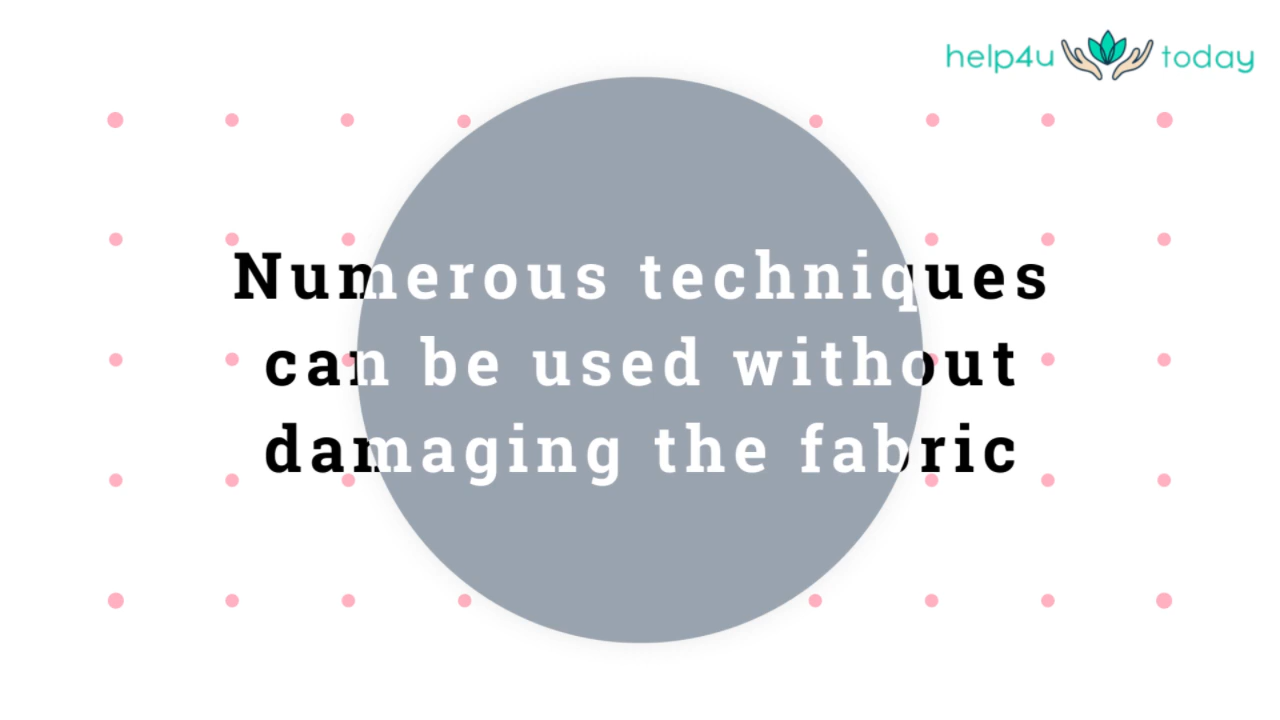 help4u today
Numerous techniques
can be used without
damaging the fabric